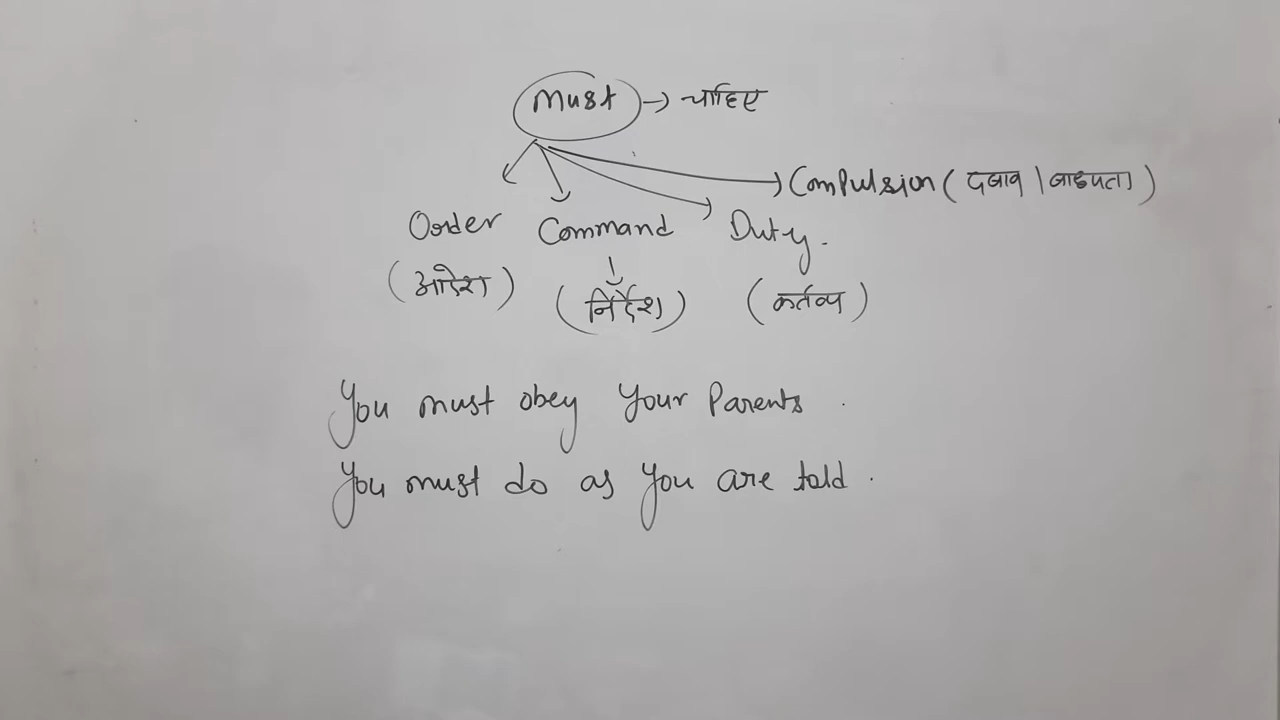 Must → चाहिए
Compulsion (दबाव | बाध्यता)
Order Command Duty.
(आदेश) (निर्देश) (कर्तव्य)
You must obey your Parents.
You must do as you are told.